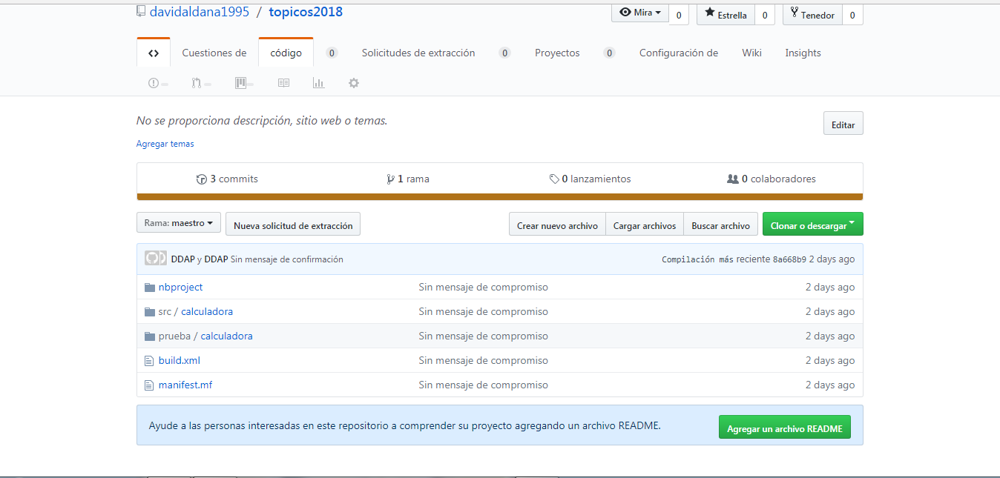 davidaldana1995 / topicos2018
Mira 0 Estrella 0 Tenedor 0
<> Cuestiones de código 0 Solicitudes de extracción 0 Proyectos 0 Configuración de Wiki Insights
No se proporciona descripción, sitio web o temas.
Editar
Agregar temas
3 commits 1 rama 0 lanzamientos 0 colaboradores
Rama: maestro Nueva solicitud de extracción Crear nuevo archivo Cargar archivos Buscar archivo Clonar o descargar
DDAP y DDAP Sin mensaje de confirmación Compilación más reciente 8a668b9 2 days ago
nbproject Sin mensaje de compromiso 2 days ago
src / calculadora Sin mensaje de compromiso 2 days ago
prueba / calculadora Sin mensaje de compromiso 2 days ago
build.xml Sin mensaje de compromiso 2 days ago
manifest.mf Sin mensaje de compromiso 2 days ago
Ayude a las personas interesadas en este repositorio a comprender su proyecto agregando un archivo README. Agregar un archivo README